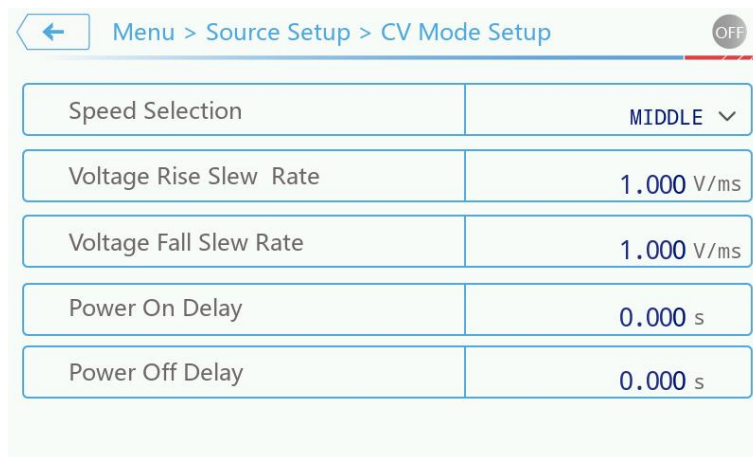 Menu > Source Setup > CV Mode Setup OFF
Speed Selection MIDDLE
Voltage Rise Slew Rate 1.000 V/ms
Voltage Fall Slew Rate 1.000 V/ms
Power On Delay 0.000 s
Power Off Delay 0.000 s